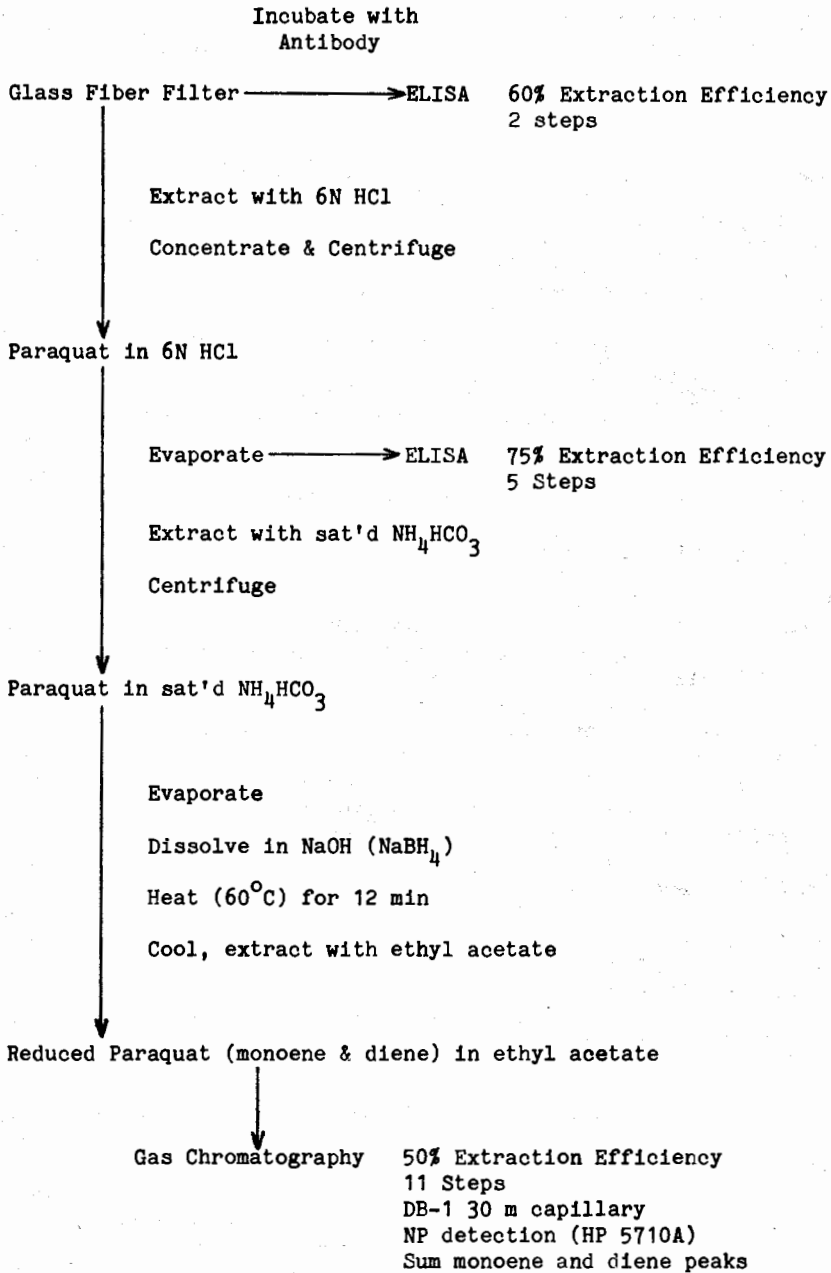 Incubate with
Antibody
Glass Fiber Filter ELISA 60% Extraction Efficiency
2 steps
Extract with 6N HCl
Concentrate & Centrifuge
Paraquat in 6N HCl
Evaporate ELISA 75% Extraction Efficiency
5 Steps
Extract with sat'd NH4HCO3
Centrifuge
Paraquat in sat'd NH4HCO3
Evaporate
Dissolve in NaOH (NaBH4)
Heat (60°C) for 12 min
Cool, extract with ethyl acetate
Reduced Paraquat (monoene & diene) in ethyl acetate
Gas Chromatography 50% Extraction Efficiency
11 Steps
DB-1 30 m capillary
NP detection (HP 5710A)
Sum monoene and diene peaks